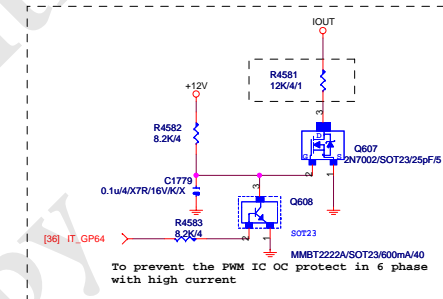 IOUT
R4581
12K/4/1
+12V
R4582
8.2K/4
3
D
G
S
Q607
2N7002/SOT23/25pF/5
2
1
C1779
0.1u/4/X7R/16V/K/X
3
Q608
R4583
8.2K/4
SOT23
[36] IT_GP64
2
1
MMBT2222A/SOT23/600mA/40
To prevent the PWM IC OC protect in 6 phase
with high current